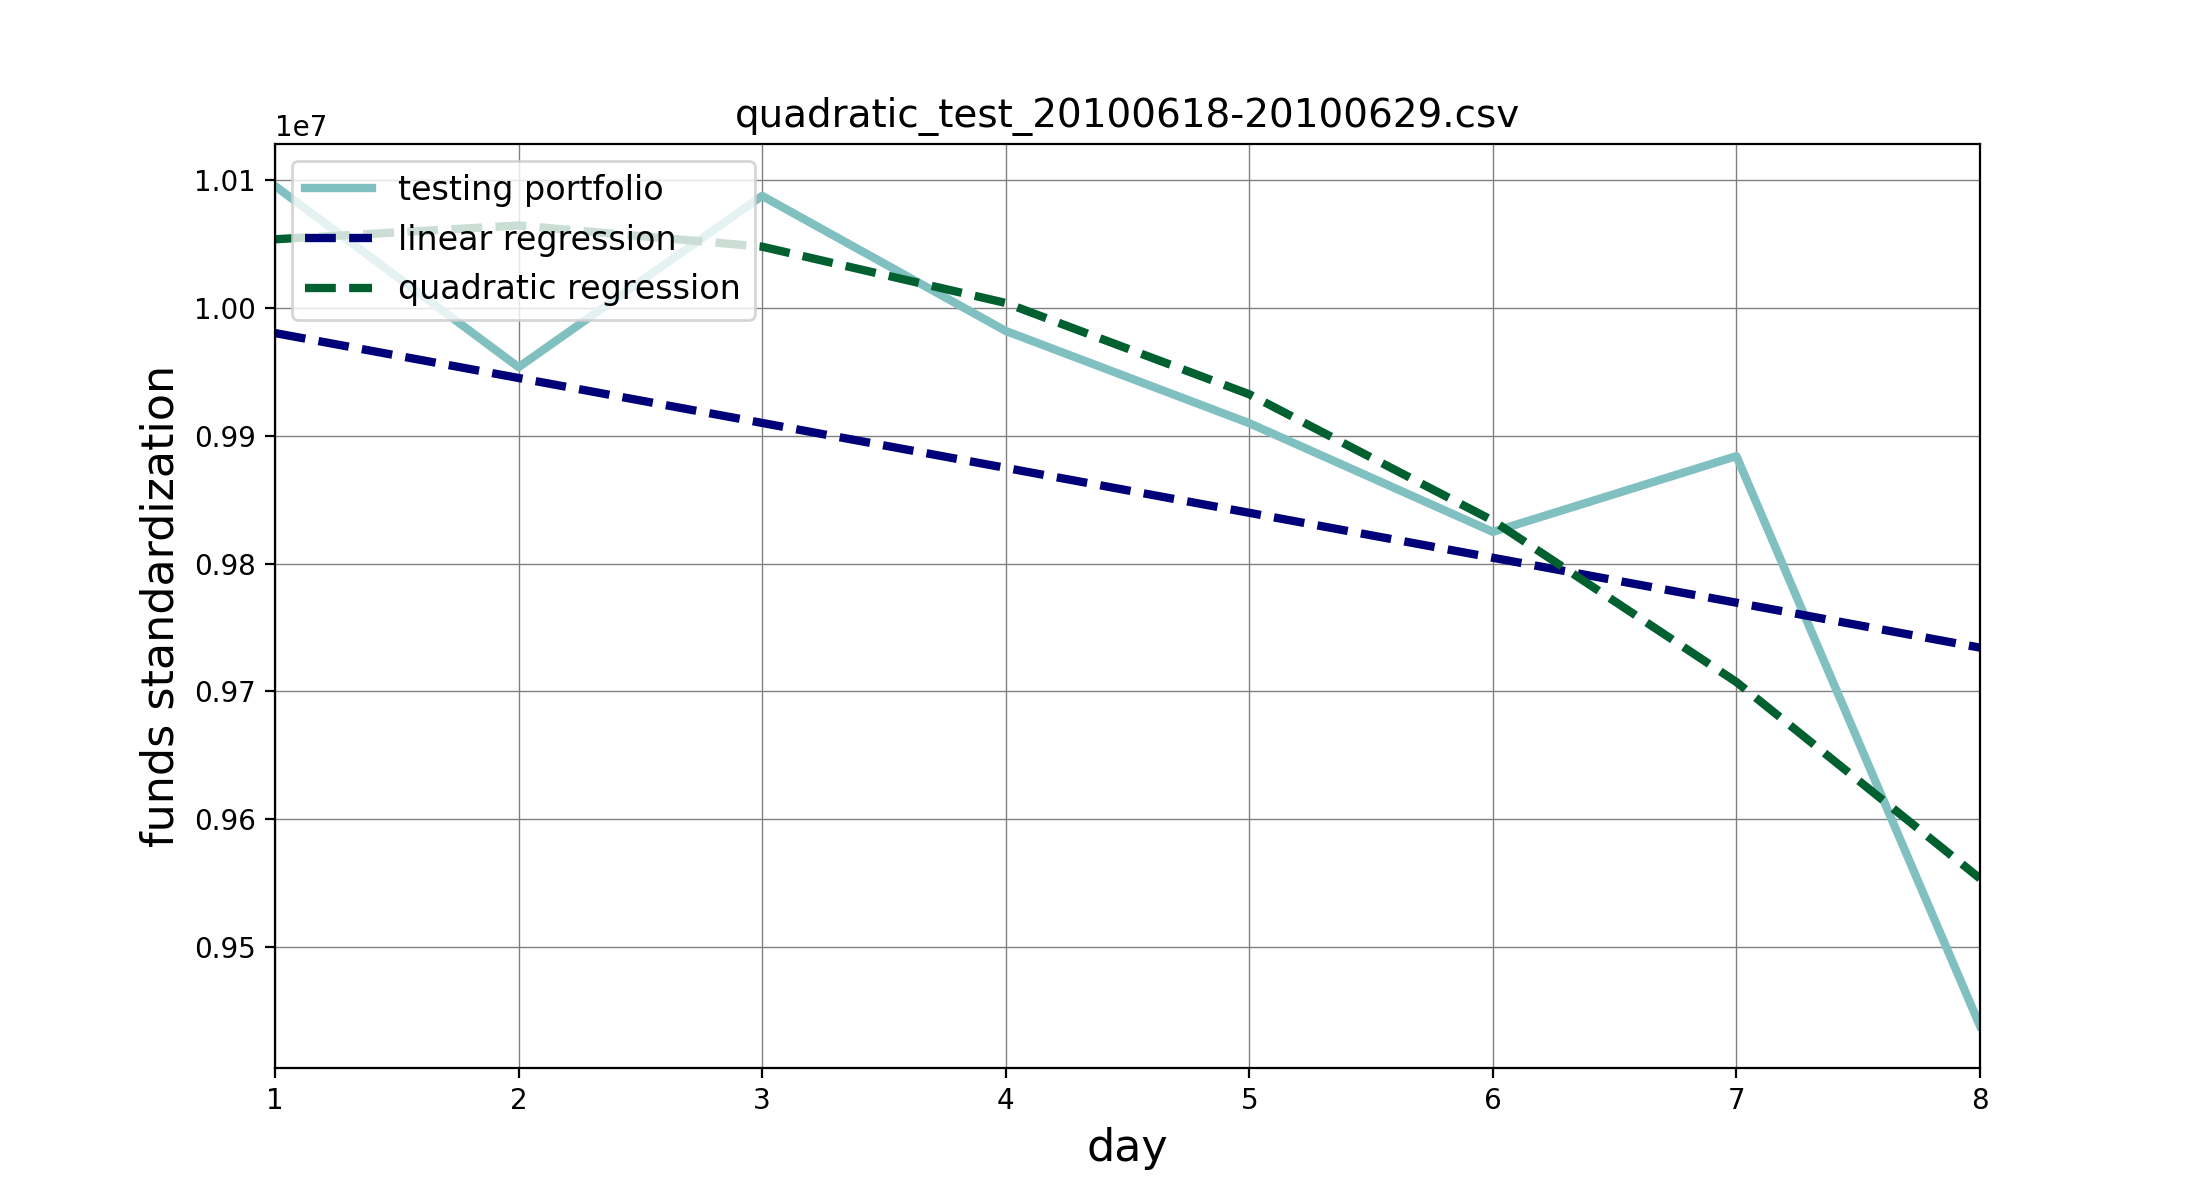 quadratic_test_20100618-20100629.csv
1e7
testing portfolio
linear regression
quadratic regression
1.01
1.00
0.99
0.98
0.97
0.96
0.95
funds standardization
1 2 3 4 5 6 7 8
day